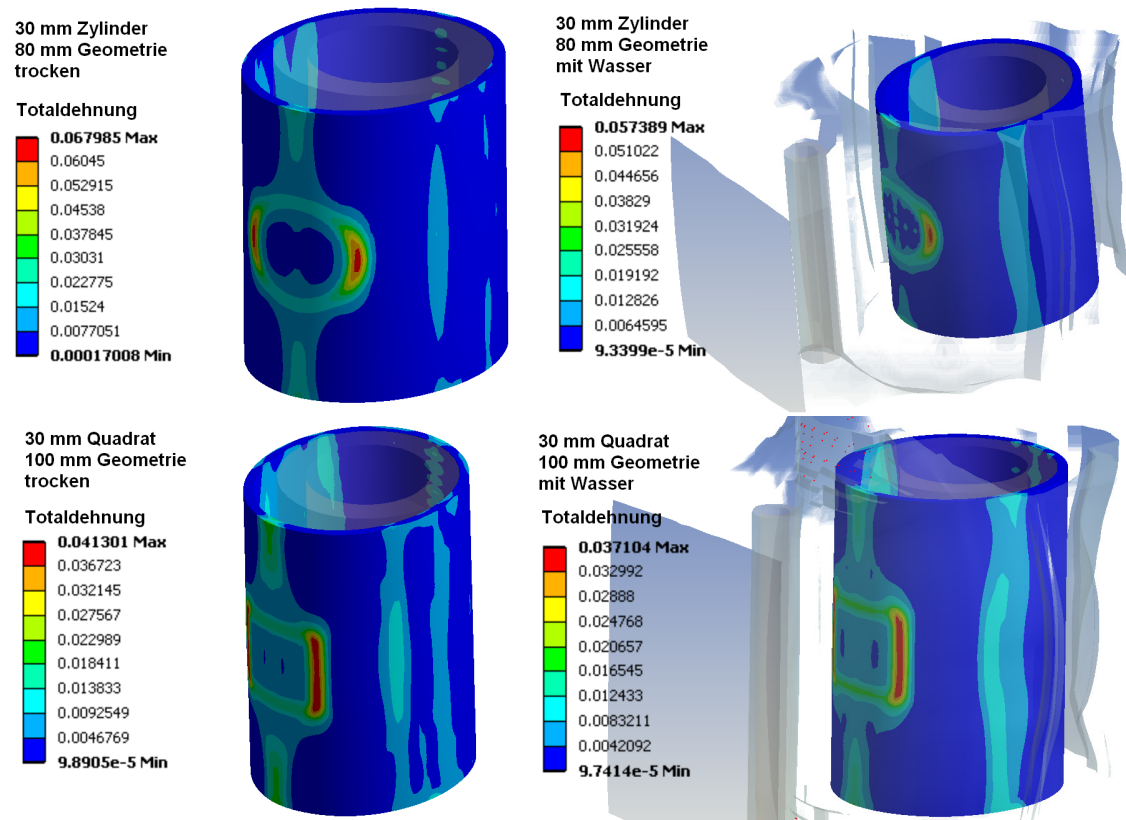 30 mm Zylinder
80 mm Geometrie
trocken
Totaldehnung
0.067985 Max
0.06045
0.052915
0.04538
0.037845
0.03031
0.022775
0.01524
0.0077051
0.00017008 Min
30 mm Zylinder
80 mm Geometrie
mit Wasser
Totaldehnung
0.057389 Max
0.051022
0.044656
0.03829
0.031924
0.025558
0.019192
0.012826
0.0064595
9.3399e-5 Min
30 mm Quadrat
100 mm Geometrie
trocken
Totaldehnung
0.041301 Max
0.036723
0.032145
0.027567
0.022989
0.018411
0.013833
0.0092549
0.0046769
9.8905e-5 Min
30 mm Quadrat
100 mm Geometrie
mit Wasser
Totaldehnung
0.037104 Max
0.032992
0.02888
0.024768
0.020657
0.016545
0.012433
0.0083211
0.0042092
9.7414e-5 Min